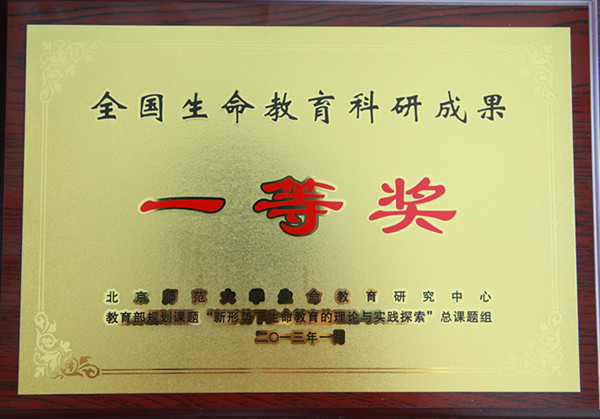 全国生命教育科研成果
一等奖
北京师范大学生命教育研究中心
教育部规划课题“新形势下生命教育的理论与实践探索”总课题组
二〇一三年一月